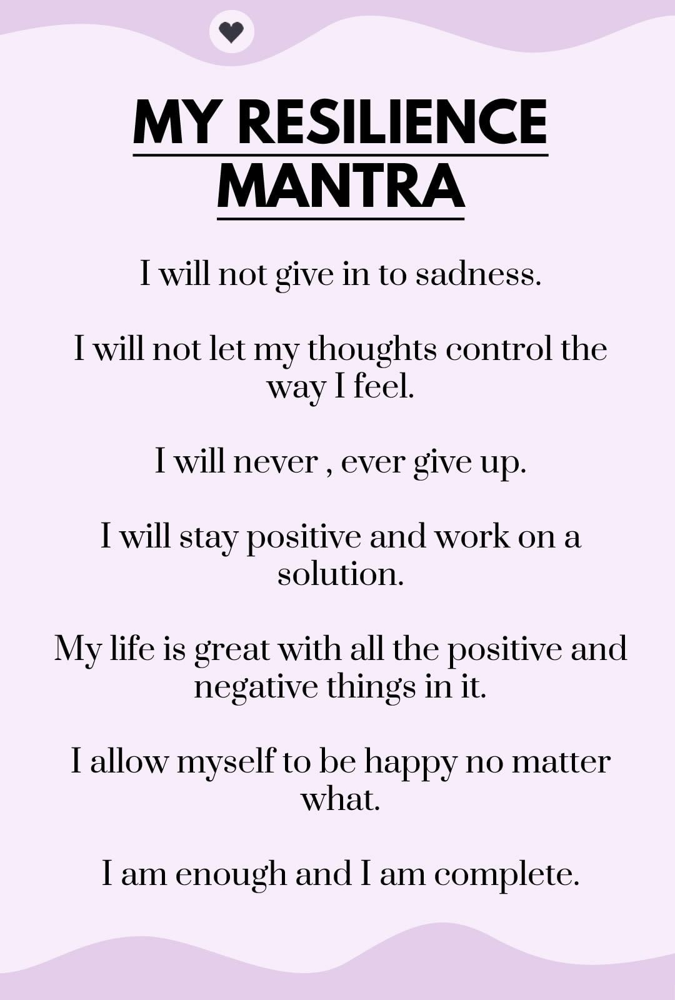 MY RESILIENCE
MANTRA
I will not give in to sadness.
I will not let my thoughts control the
way I feel.
I will never , ever give up.
I will stay positive and work on a
solution.
My life is great with all the positive and
negative things in it.
I allow myself to be happy no matter
what.
I am enough and I am complete.